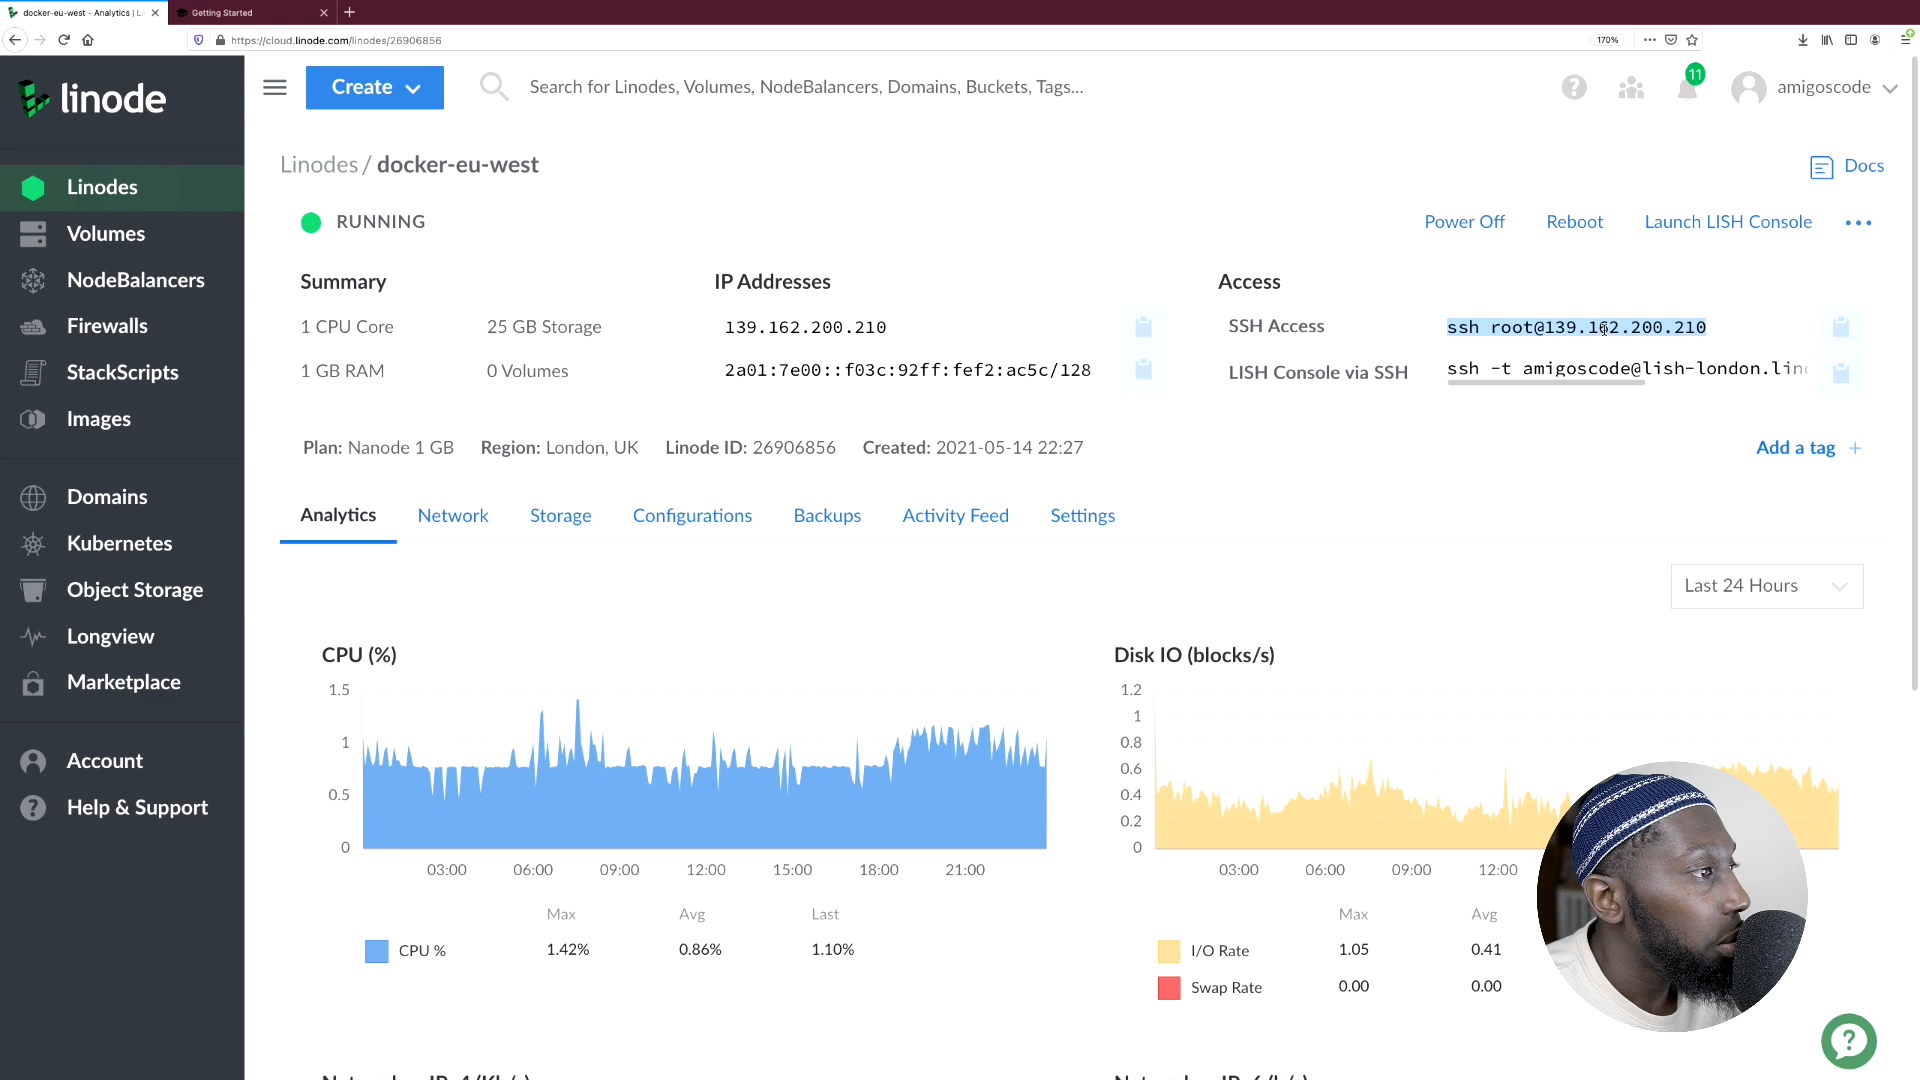 docker-eu-west - Analytics | Li
Getting Started
https://cloud.linode.com/linodes/26906856
170%
linode
Create
Search for Linodes, Volumes, NodeBalancers, Domains, Buckets, Tags...
11
amigoscode
Linodes
Volumes
NodeBalancers
Firewalls
StackScripts
Images
Domains
Kubernetes
Object Storage
Longview
Marketplace
Account
Help & Support
Linodes / docker-eu-west
Docs
RUNNING
Power Off
Reboot
Launch LISH Console
Summary
1 CPU Core
25 GB Storage
1 GB RAM
0 Volumes
IP Addresses
139.162.200.210
2a01:7e00::f03c:92ff:fef2:ac5c/128
Access
SSH Access
ssh root@139.162.200.210
LISH Console via SSH
ssh -t amigoscode@lish-london.lin
Plan: Nanode 1 GB
Region: London, UK
Linode ID: 26906856
Created: 2021-05-14 22:27
Add a tag +
Analytics
Network
Storage
Configurations
Backups
Activity Feed
Settings
Last 24 Hours
CPU (%)
1.5
1
0.5
0
03:00
06:00
09:00
12:00
15:00
18:00
21:00
Max
Avg
Last
CPU %
1.42%
0.86%
1.10%
Disk IO (blocks/s)
1.2
1
0.8
0.6
0.4
0.2
0
03:00
06:00
09:00
12:00
Max
Avg
I/O Rate
1.05
0.41
Swap Rate
0.00
0.00